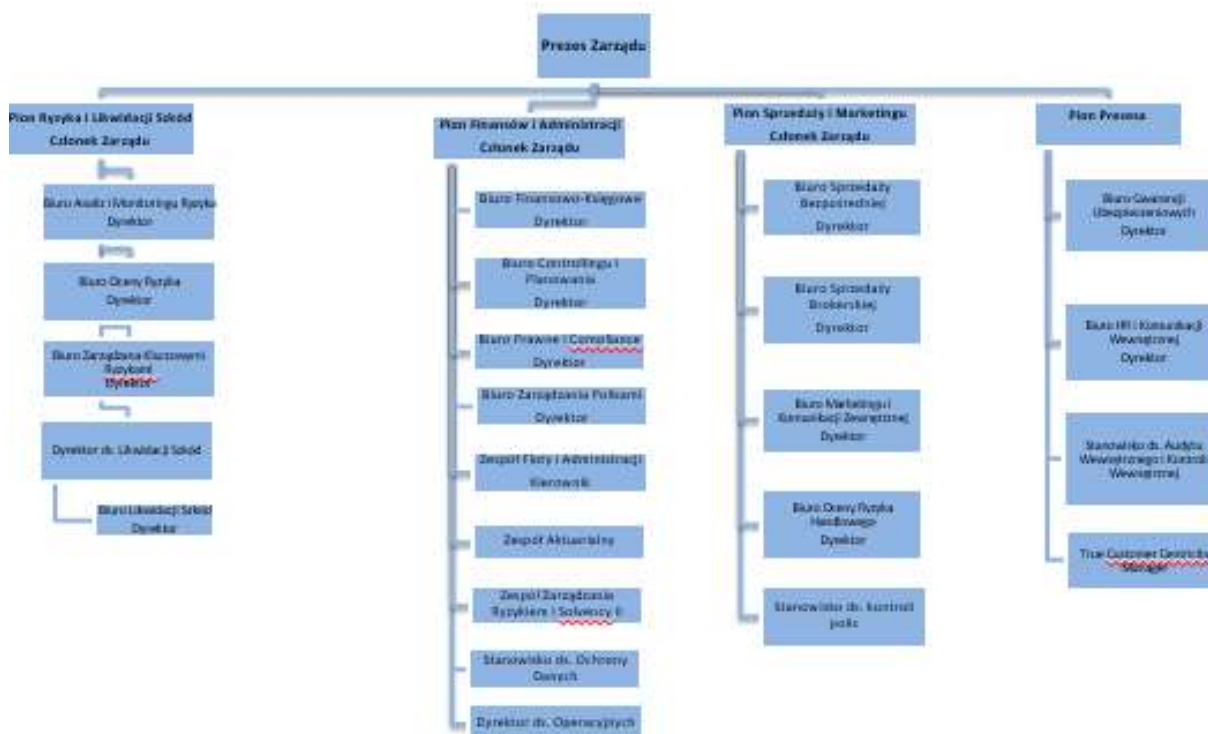 Prezes Zarządu
Pion Ryzyka i Likwidacji Szkód
Członek Zarządu
Biuro Analiz i Monitoringu Ryzyka
Dyrektor
Biuro Oceny Ryzyka
Dyrektor
Biuro Zarządzania Kluczowymi
Ryzykami
Dyrektor
Dyrektor ds. Likwidacji Szkód
Biuro Likwidacji Szkód
Dyrektor
Pion Finansów i Administracji
Członek Zarządu
Biuro Finansowo-Księgowe
Dyrektor
Biuro Controllingu i
Planowania
Dyrektor
Biuro Prawne i Compliance
Dyrektor
Biuro Zarządzania Polisami
Dyrektor
Zespół Floty i Administracji
Kierownik
Zespół Aktuarialny
Zespół Zarządzania
Ryzykiem i Solvency II
Stanowisko ds. Ochrony
Danych
Dyrektor ds. Operacyjnych
Pion Sprzedaży i Marketingu
Członek Zarządu
Biuro Sprzedaży
Bezpośredniej
Dyrektor
Biuro Sprzedaży
Brokerskiej
Dyrektor
Biuro Marketingu i
Komunikacji Zewnętrznej
Dyrektor
Biuro Oceny Ryzyka
Handlowego
Dyrektor
Stanowisko ds. kontroli
polis
Pion Prezesa
Biuro Gwarancji
Ubezpieczeniowych
Dyrektor
Biuro HR i Komunikacji
Wewnętrznej
Dyrektor
Stanowisko ds. Audytu
Wewnętrznego i Kontroli
Wewnętrznej
True Customer Centricity
Manager